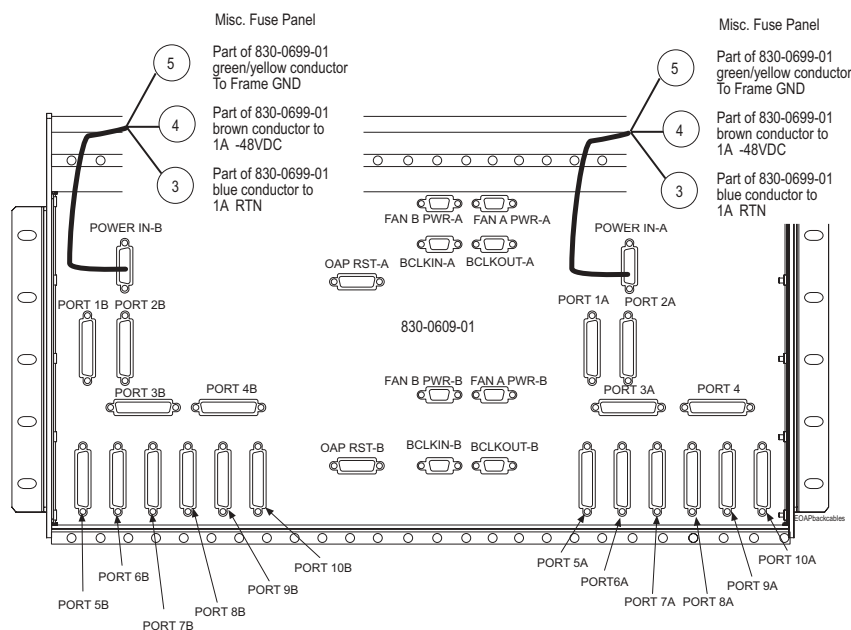 Misc. Fuse Panel
5
Part of 830-0699-01
green/yellow conductor
To Frame GND
4
Part of 830-0699-01
brown conductor to
1A -48VDC
3
Part of 830-0699-01
blue conductor to
1A RTN
Misc. Fuse Panel
5
Part of 830-0699-01
green/yellow conductor
To Frame GND
4
Part of 830-0699-01
brown conductor to
1A -48VDC
3
Part of 830-0699-01
blue conductor to
1A RTN
FAN B PWR-A
FAN A PWR-A
POWER IN-B
POWER IN-A
OAP RST-A
BCLKIN-A
BCLKOUT-A
PORT 1B
PORT 2B
PORT 1A
PORT 2A
830-0609-01
FAN B PWR-B
FAN A PWR-B
PORT 3B
PORT 4B
PORT 3A
PORT 4
OAP RST-B
BCLKIN-B
BCLKOUT-B
EOAPbackcables
PORT 5B
PORT 6B
PORT 7B
PORT 8B
PORT 9B
PORT 10B
PORT 5A
PORT6A
PORT 7A
PORT 8A
PORT 9A
PORT 10A